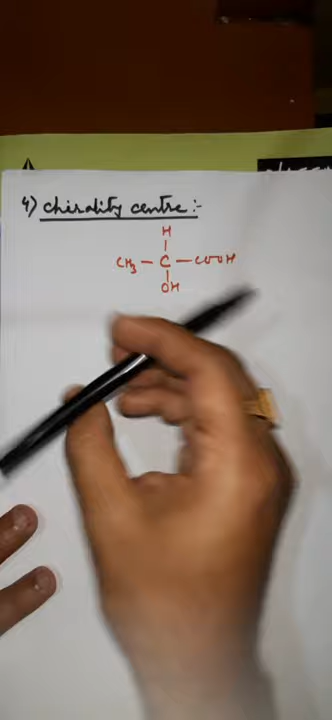 4) chirality centre :-
H
CH3 - C - COOH
OH